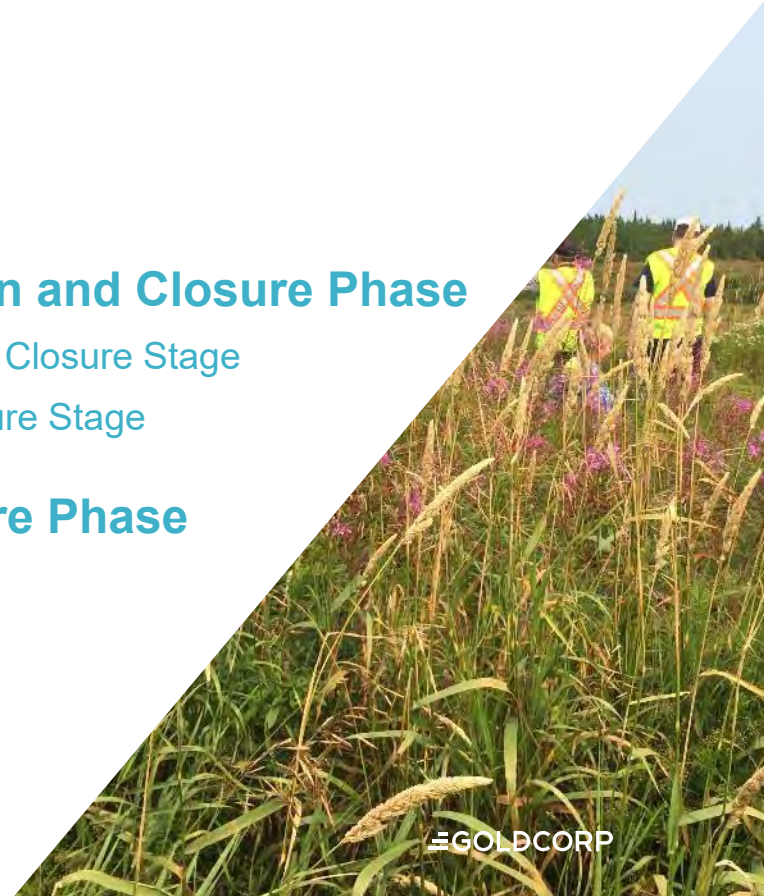 n and Closure Phase
Closure Stage
ure Stage
re Phase
GOLDCORP